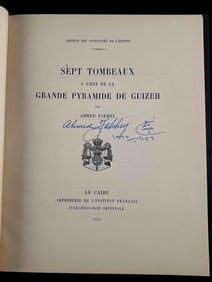 SERVICE DES ANTIQUITÉS DE L'ÉGYPTE
SEPT TOMBEAUX
À L'EST DE LA
GRANDE PYRAMIDE DE GUIZEH
PAR
AHMED FAKHRY
Ahmed Fakhry
LE CAIRE
IMPRIMERIE DE L'INSTITUT FRANÇAIS
D'ARCHÉOLOGIE ORIENTALE